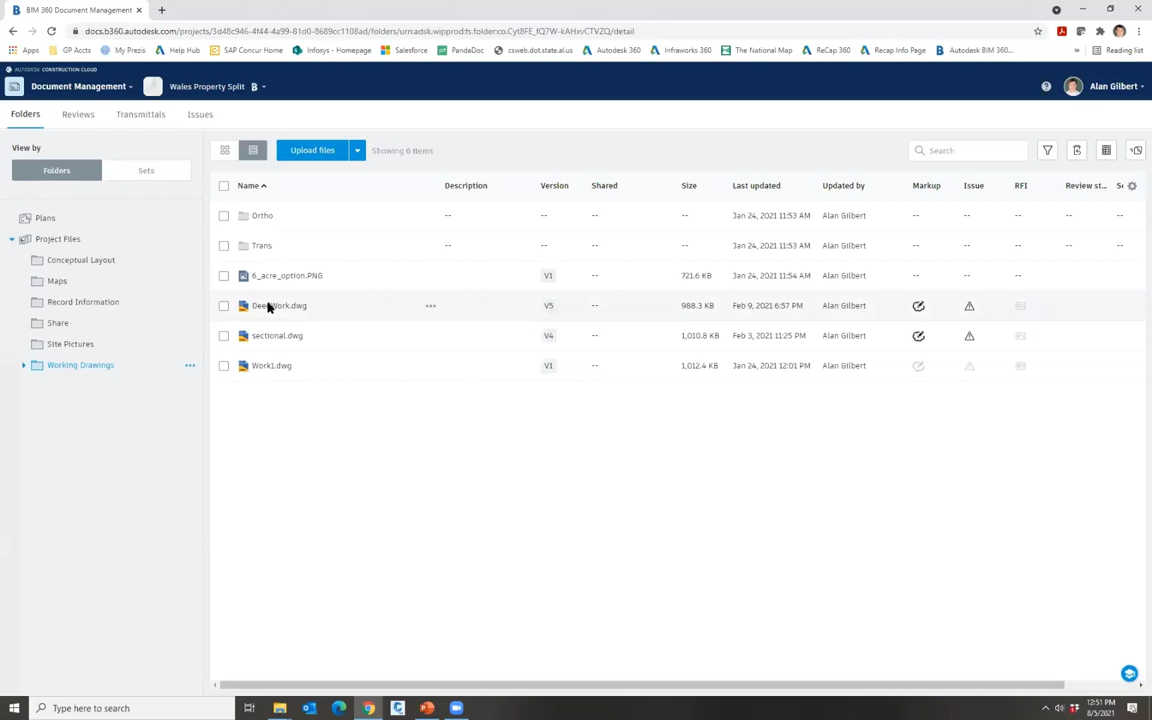 BIM 360 Document Management
docs.b360.autodesk.com/projects/3d48c946-4f44-4a99-81d0-8689cc1108ad/folders/urn:adsk.wipprod:fs.folder:co.Cyt8FE_fQ7W-kAHxvCTVZQ/detail
Apps GP Accts My Prezis Help Hub SAP Concur Home Infosys - Homepage Salesforce PandaDoc csweb.dot.state.al.us Autodesk 360 Infraworks 360 The National Map ReCap 360 Recap Info Page Autodesk BIM 360... » Reading list
AUTODESK CONSTRUCTION CLOUD
Document Management Wales Property Split B Alan Gilbert
Folders Reviews Transmittals Issues
View by
Folders Sets
Upload files Showing 6 items Search
Name Description Version Shared Size Last updated Updated by Markup Issue RFI Review st... Se
Plans
Project Files
Conceptual Layout
Maps
Record Information
Share
Site Pictures
Working Drawings
Ortho -- -- -- -- Jan 24, 2021 11:53 AM Alan Gilbert -- -- -- -- --
Trans -- -- -- -- Jan 24, 2021 11:53 AM Alan Gilbert -- -- -- -- --
6_acre_option.PNG V1 -- 721.6 KB Jan 24, 2021 11:54 AM Alan Gilbert -- -- --
Work.dwg V5 -- 988.3 KB Feb 9, 2021 6:57 PM Alan Gilbert
sectional.dwg V4 -- 1,010.8 KB Feb 3, 2021 11:25 PM Alan Gilbert
Work1.dwg V1 -- 1,012.4 KB Jan 24, 2021 12:01 PM Alan Gilbert
Type here to search
12:51 PM
8/5/2021